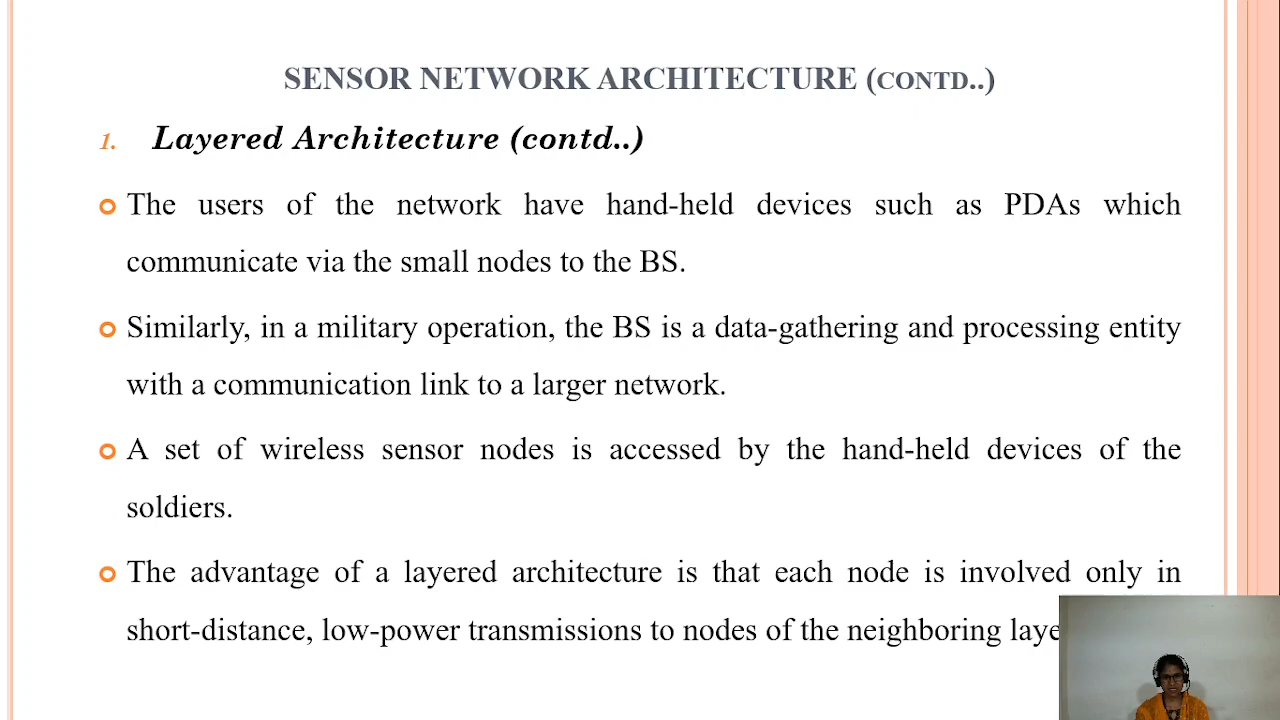 SENSOR NETWORK ARCHITECTURE (CONTD..)
1. Layered Architecture (contd..)
The users of the network have hand-held devices such as PDAs which
communicate via the small nodes to the BS.
Similarly, in a military operation, the BS is a data-gathering and processing entity
with a communication link to a larger network.
A set of wireless sensor nodes is accessed by the hand-held devices of the
soldiers.
The advantage of a layered architecture is that each node is involved only in
short-distance, low-power transmissions to nodes of the neighboring